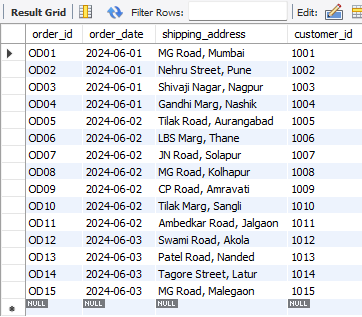 Result Grid Filter Rows: Edit:
order_id order_date shipping_address customer_id
OD01 2024-06-01 MG Road, Mumbai 1001
OD02 2024-06-01 Nehru Street, Pune 1002
OD03 2024-06-01 Shivaji Nagar, Nagpur 1003
OD04 2024-06-01 Gandhi Marg, Nashik 1004
OD05 2024-06-02 Tilak Road, Aurangabad 1005
OD06 2024-06-02 LBS Marg, Thane 1006
OD07 2024-06-02 JN Road, Solapur 1007
OD08 2024-06-02 MG Road, Kolhapur 1008
OD09 2024-06-02 CP Road, Amravati 1009
OD10 2024-06-02 Tilak Marg, Sangli 1010
OD11 2024-06-02 Ambedkar Road, Jalgaon 1011
OD12 2024-06-03 Swami Road, Akola 1012
OD13 2024-06-03 Patel Road, Nanded 1013
OD14 2024-06-03 Tagore Street, Latur 1014
OD15 2024-06-03 MG Road, Malegaon 1015
NULL NULL NULL NULL